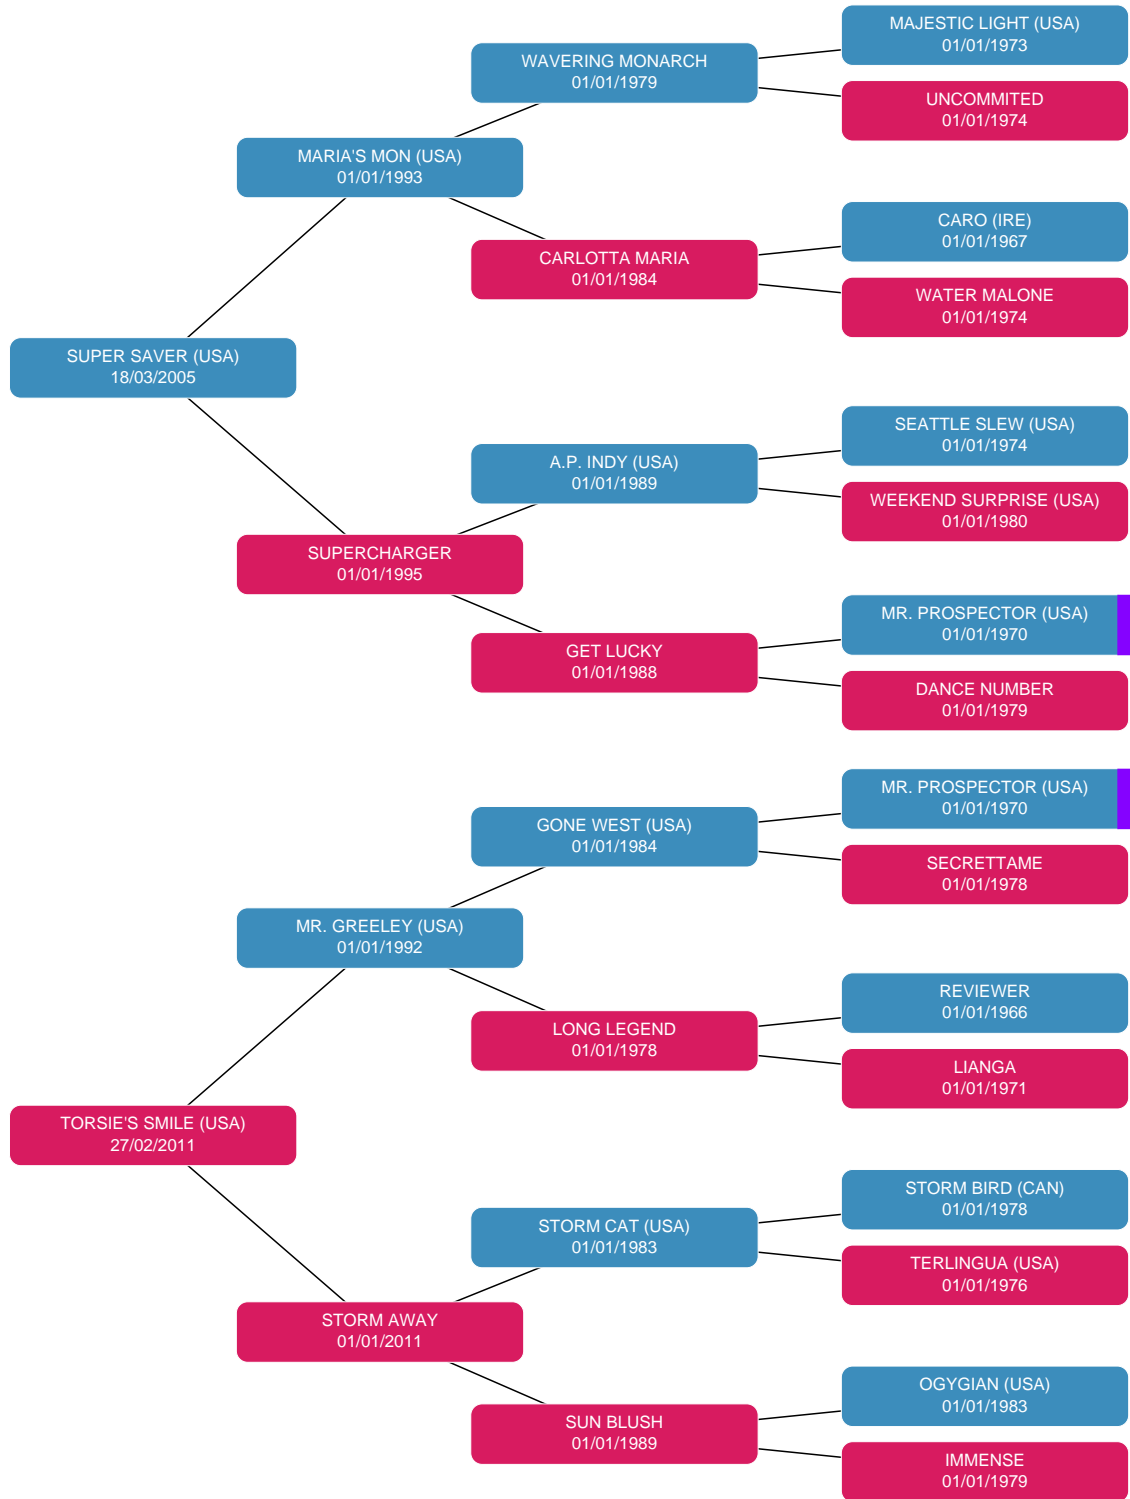 MAJESTIC LIGHT (USA)
01/01/1973
WAVERING MONARCH
01/01/1979
UNCOMMITED
01/01/1974
MARIA'S MON (USA)
01/01/1993
CARO (IRE)
01/01/1967
CARLOTTA MARIA
01/01/1984
WATER MALONE
01/01/1974
SUPER SAVER (USA)
18/03/2005
SEATTLE SLEW (USA)
01/01/1974
A.P. INDY (USA)
01/01/1989
WEEKEND SURPRISE (USA)
01/01/1980
SUPERCHARGER
01/01/1995
MR. PROSPECTOR (USA)
01/01/1970
GET LUCKY
01/01/1988
DANCE NUMBER
01/01/1979
MR. PROSPECTOR (USA)
01/01/1970
GONE WEST (USA)
01/01/1984
SECRETTAME
01/01/1978
MR. GREELEY (USA)
01/01/1992
REVIEWER
01/01/1966
LONG LEGEND
01/01/1978
LIANGA
01/01/1971
TORSIE'S SMILE (USA)
27/02/2011
STORM BIRD (CAN)
01/01/1978
STORM CAT (USA)
01/01/1983
TERLINGUA (USA)
01/01/1976
STORM AWAY
01/01/2011
OGYGIAN (USA)
01/01/1983
SUN BLUSH
01/01/1989
IMMENSE
01/01/1979